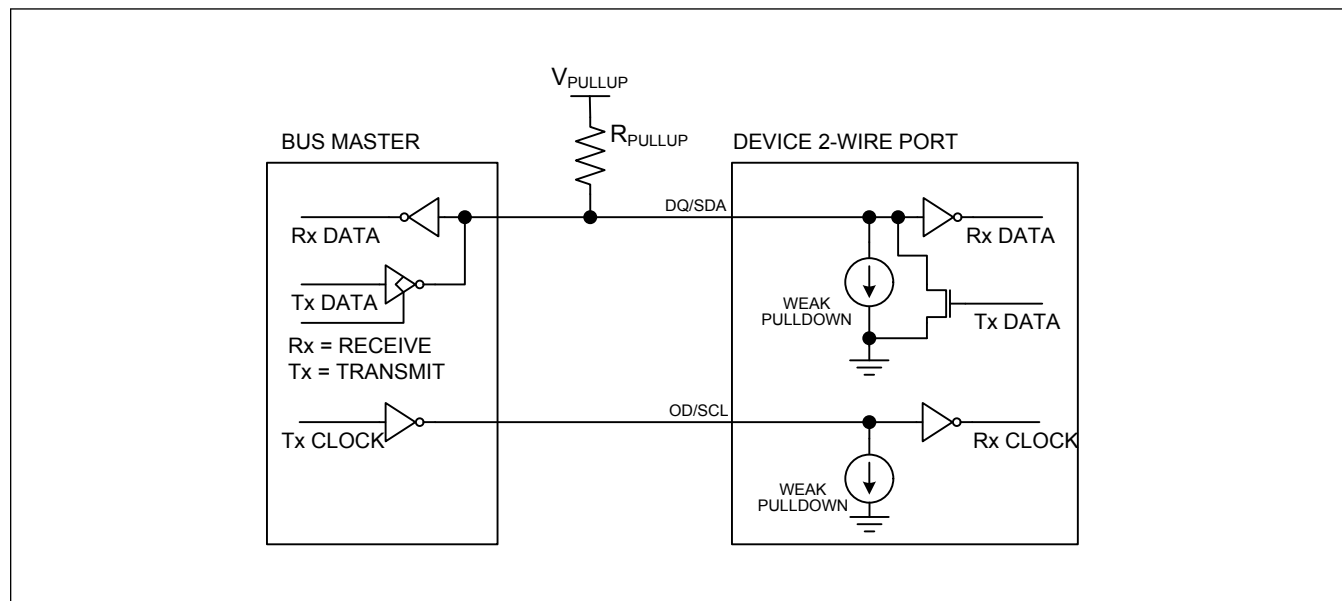 VPULLUP
RPULLUP
BUS MASTER
DEVICE 2-WIRE PORT
DQ/SDA
Rx DATA
Rx DATA
Tx DATA
WEAK
PULLDOWN
Tx DATA
Rx = RECEIVE
Tx = TRANSMIT
OD/SCL
Tx CLOCK
Rx CLOCK
WEAK
PULLDOWN